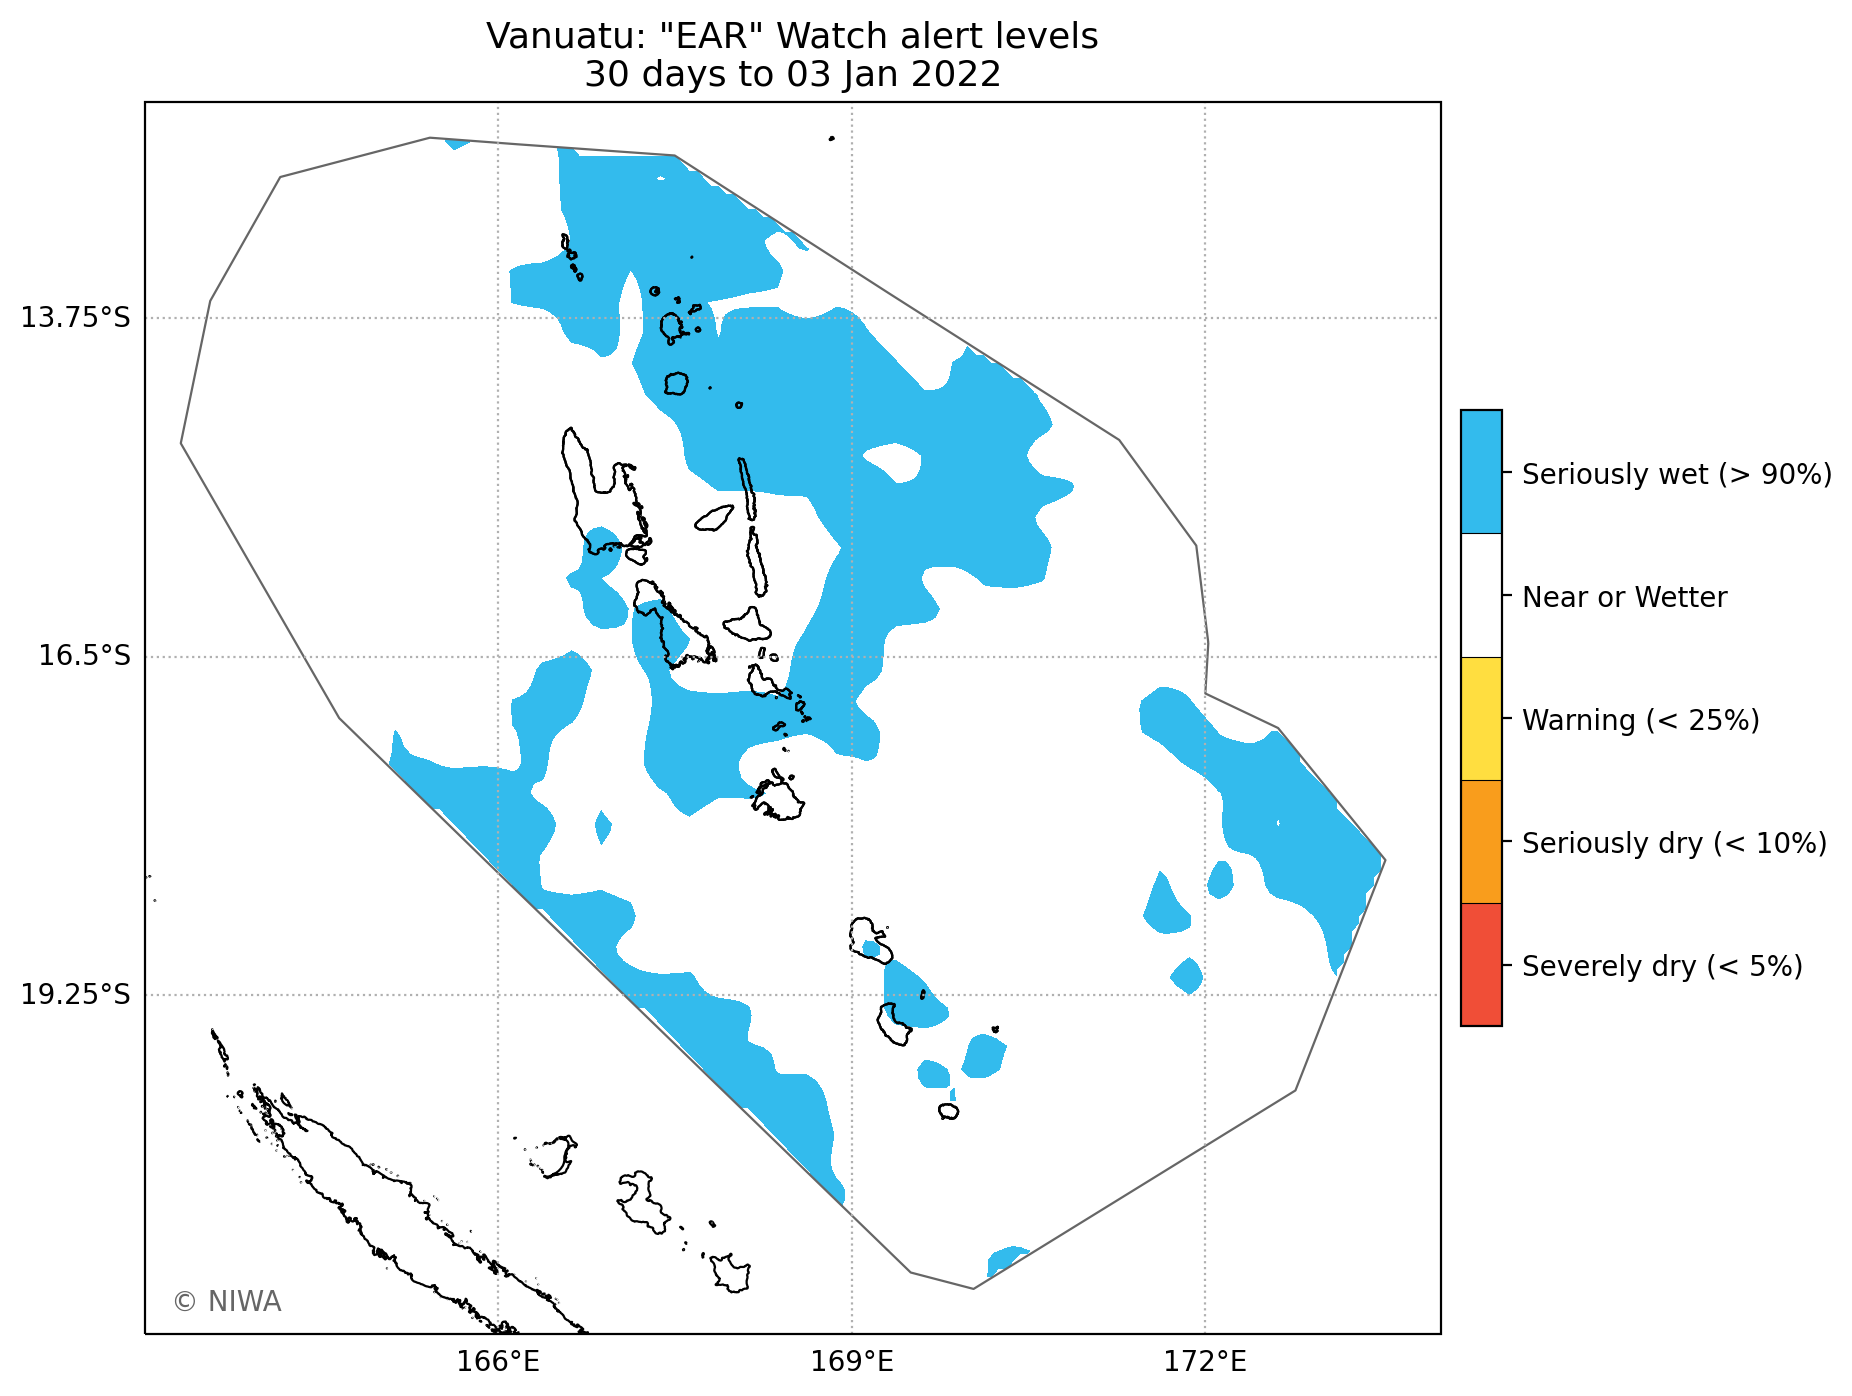 Vanuatu: "EAR" Watch alert levels
30 days to 03 Jan 2022
13.75°S
16.5°S
19.25°S
166°E
169°E
172°E
© NIWA
Seriously wet (> 90%)
Near or Wetter
Warning (< 25%)
Seriously dry (< 10%)
Severely dry (< 5%)